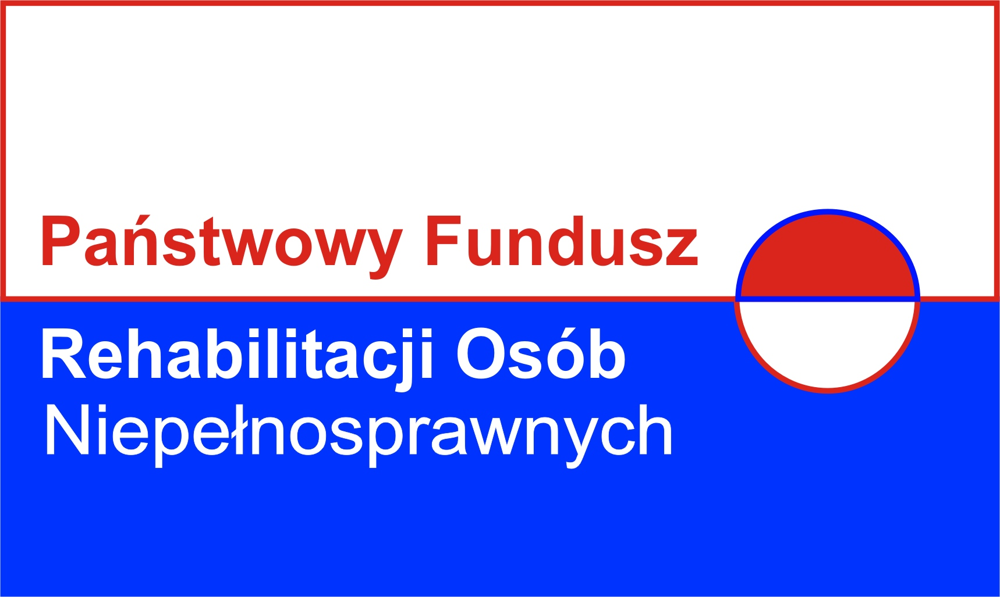 Państwowy Fundusz
Rehabilitacji Osób
Niepełnosprawnych